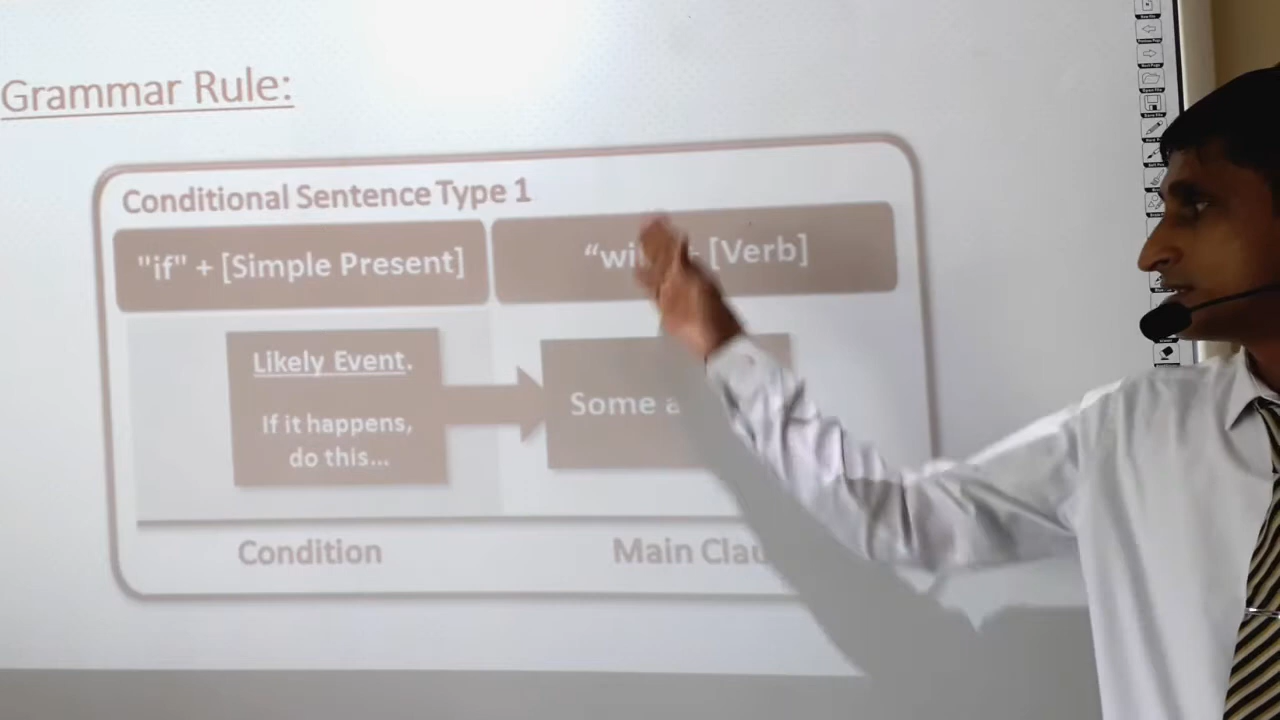 Grammar Rule:
Conditional Sentence Type 1
"if" + [Simple Present]
[Verb]
Likely Event.
If it happens,
do this...
Some
Condition
Main